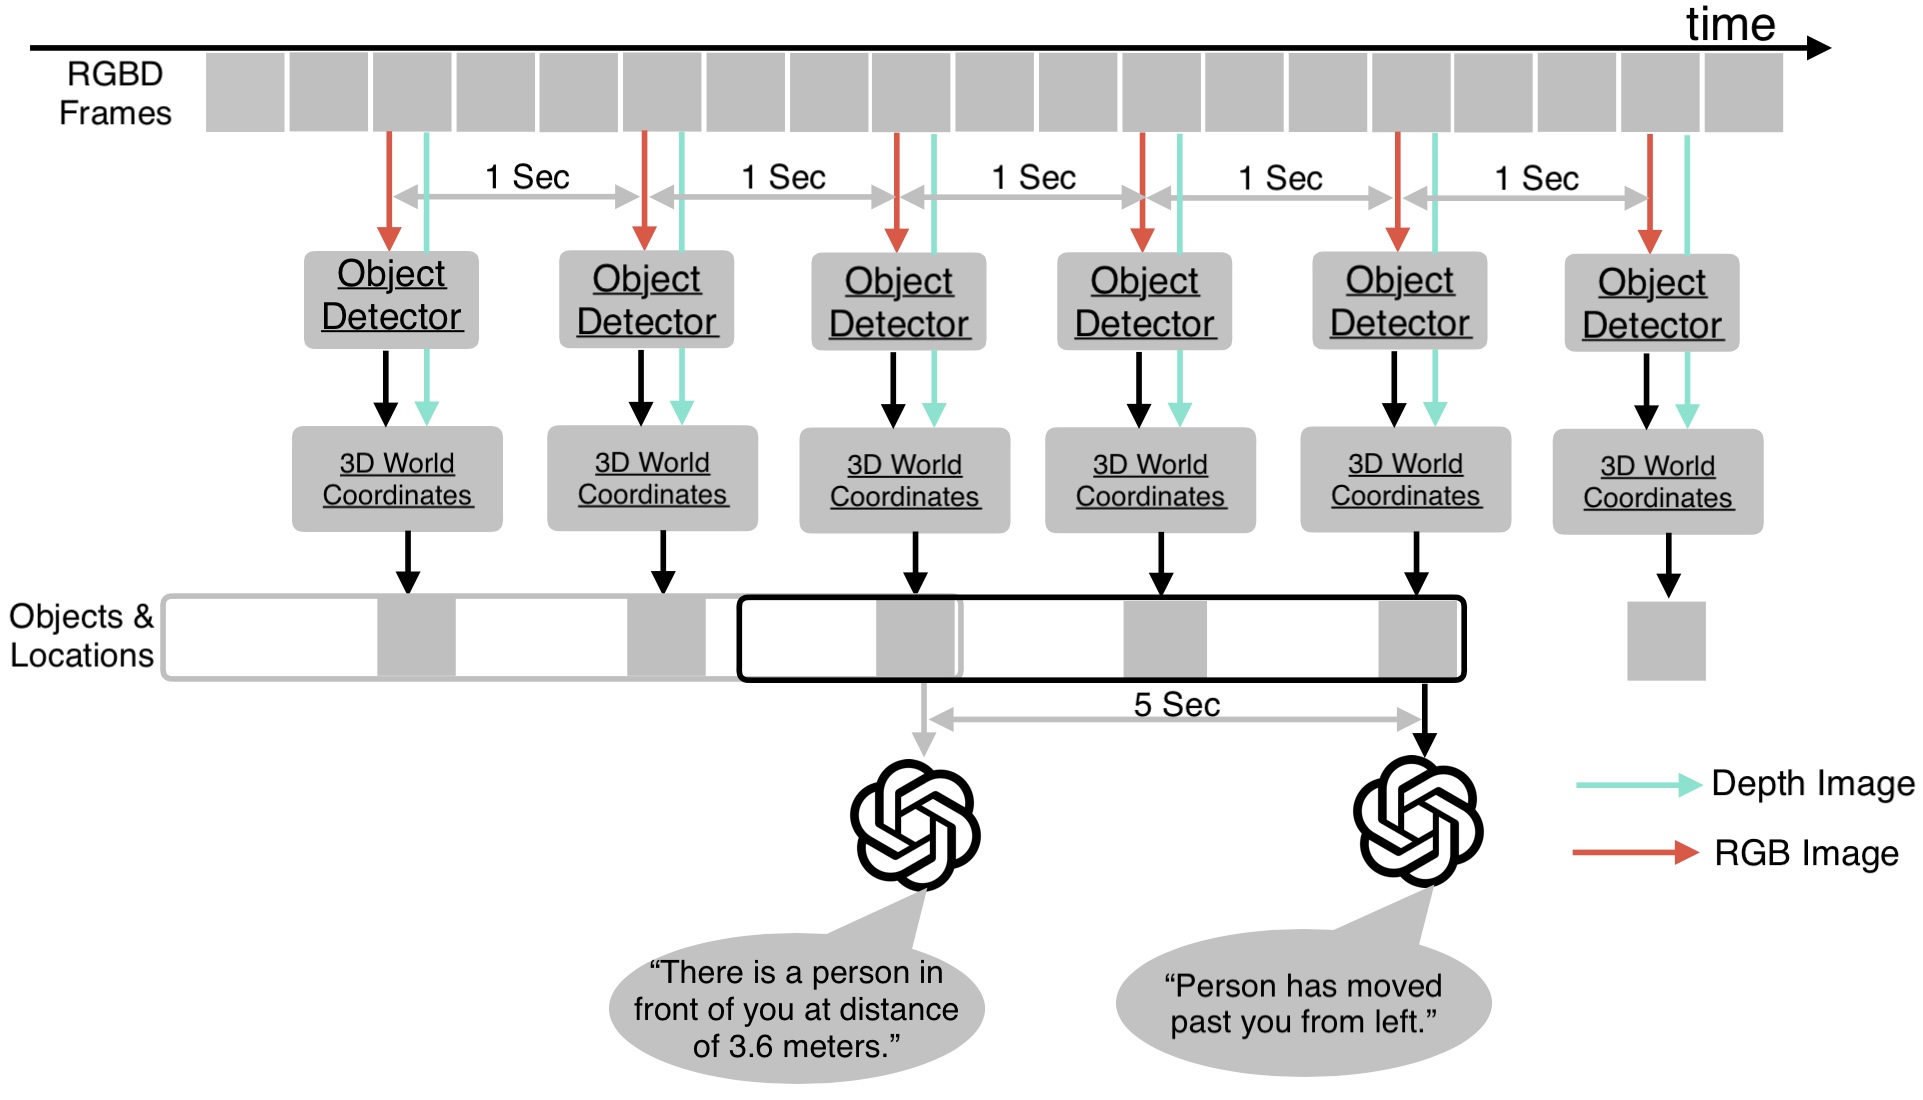 time
RGBD
Frames
1 Sec
1 Sec
1 Sec
1 Sec
1 Sec
Object
Detector
Object
Detector
Object
Detector
Object
Detector
Object
Detector
Object
Detector
3D World
Coordinates
3D World
Coordinates
3D World
Coordinates
3D World
Coordinates
3D World
Coordinates
3D World
Coordinates
Objects &
Locations
5 Sec
Depth Image
RGB Image
“There is a person in
front of you at distance
of 3.6 meters.”
“Person has moved
past you from left.”